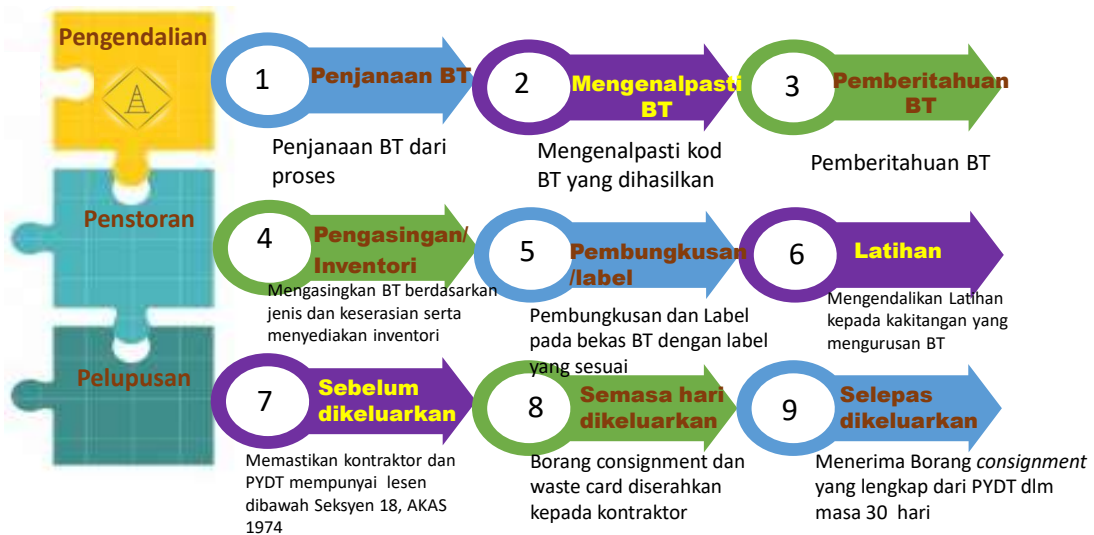 Pengendalian
1
Penjanaan BT
Penjanaan BT dari
proses
2
Mengenalpasti
BT
Mengenalpasti kod
BT yang dihasilkan
3
Pemberitahuan
BT
Pemberitahuan BT
Penstoran
4
Pengasingan/
Inventori
Mengasingkan BT berdasarkan
jenis dan keserasian serta
menyediakan inventori
5
Pembungkusan
/label
Pembungkusan dan Label
pada bekas BT dengan label
yang sesuai
6
Latihan
Mengendalikan Latihan
kepada kakitangan yang
mengurusan BT
Pelupusan
7
Sebelum
dikeluarkan
Memastikan kontraktor dan
PYDT mempunyai lesen
dibawah Seksyen 18, AKAS
1974
8
Semasa hari
dikeluarkan
Borang consignment dan
waste card diserahkan
kepada kontraktor
9
Selepas
dikeluarkan
Menerima Borang consignment
yang lengkap dari PYDT dlm
masa 30 hari